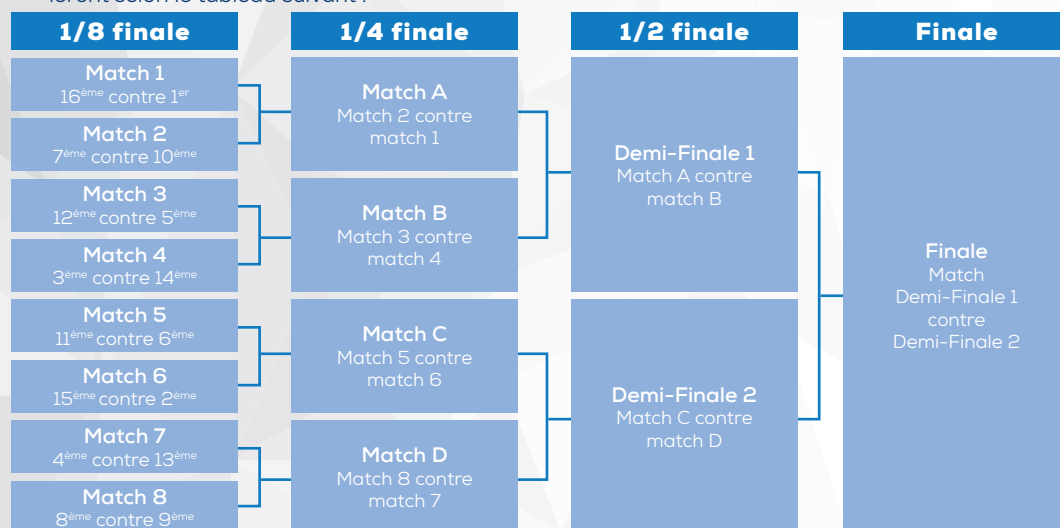 leront selon le tableau suivant :
1/8 finale
Match 1
16ème contre 1er
Match 2
7ème contre 10ème
Match 3
12ème contre 5ème
Match 4
3ème contre 14ème
Match 5
11ème contre 6ème
Match 6
15ème contre 2ème
Match 7
4ème contre 13ème
Match 8
8ème contre 9ème
1/4 finale
Match A
Match 2 contre
match 1
Match B
Match 3 contre
match 4
Match C
Match 5 contre
match 6
Match D
Match 8 contre
match 7
1/2 finale
Demi-Finale 1
Match A contre
match B
Demi-Finale 2
Match C contre
match D
Finale
Finale
Match
Demi-Finale 1
contre
Demi-Finale 2